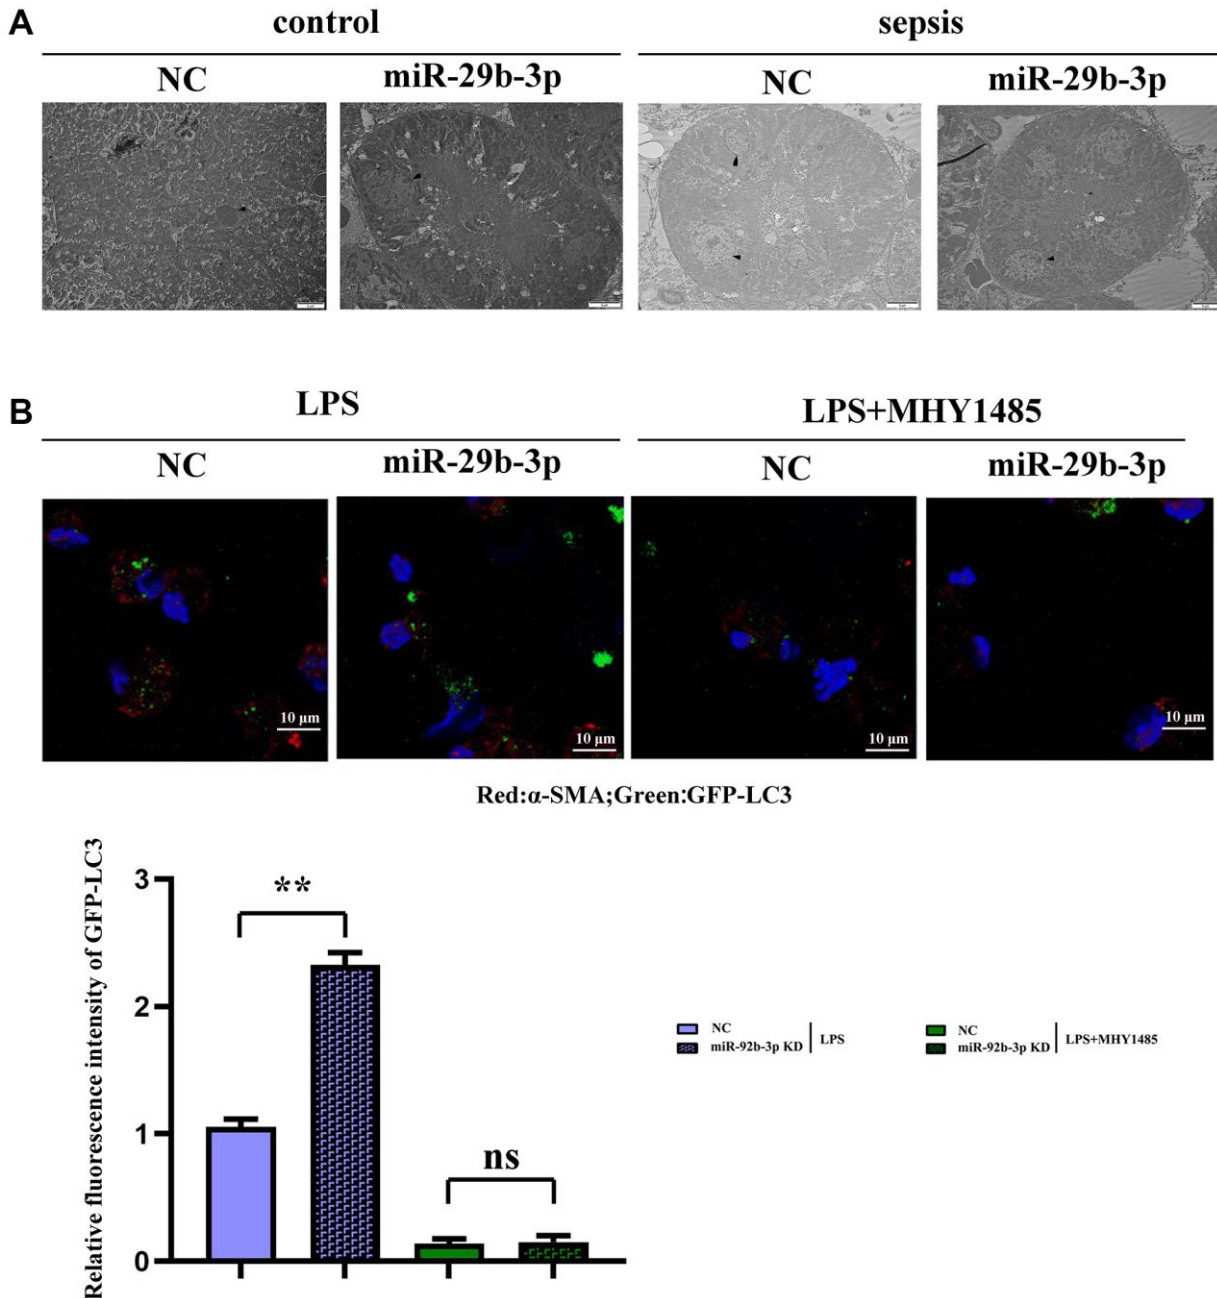 A
control
sepsis
NC
miR-29b-3p
NC
miR-29b-3p
B
LPS
LPS+MHY1485
NC
miR-29b-3p
NC
miR-29b-3p
10 μm
10 μm
10 μm
10 μm
Red:α-SMA;Green:GFP-LC3
Relative fluorescence intensity of GFP-LC3
3
2
1
0
**
ns
NC
miR-92b-3p KD
LPS
NC
miR-92b-3p KD
LPS+MHY1485